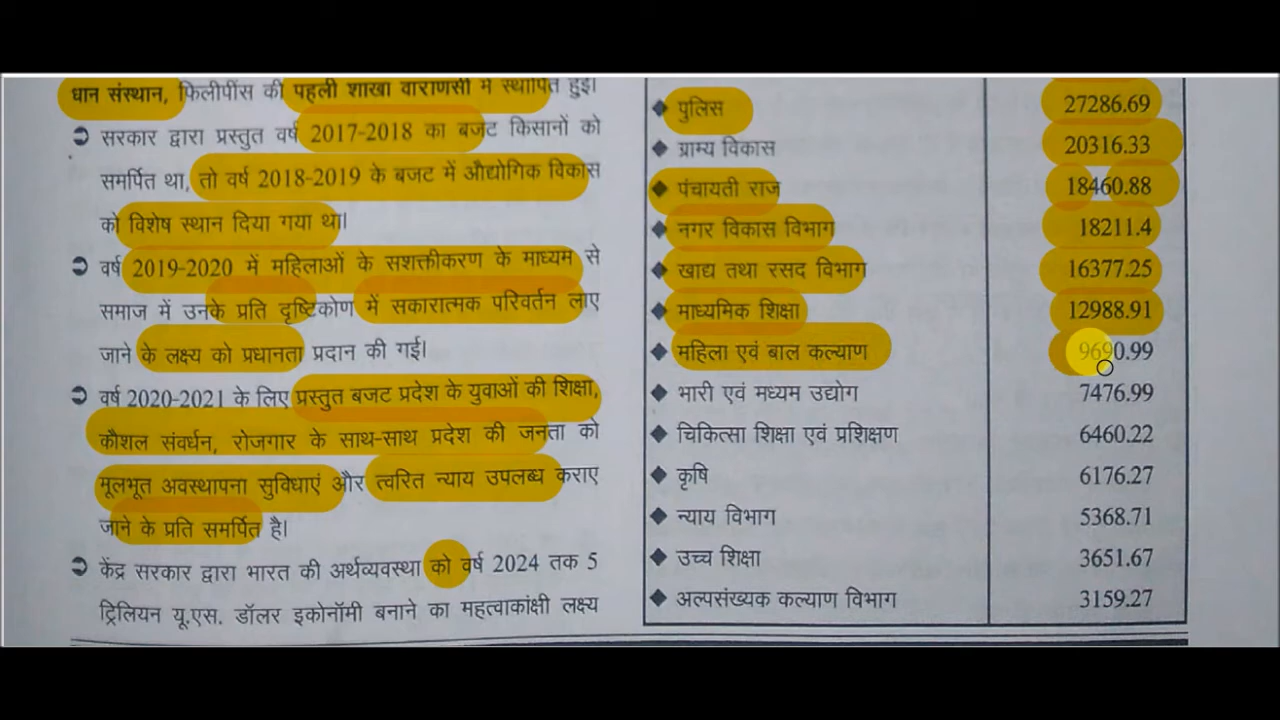 धान संस्थान, फिलीपींस की पहली शाखा वाराणसी में स्थापित हुई।
➲ सरकार द्वारा प्रस्तुत वर्ष 2017-2018 का बजट किसानों को
समर्पित था, तो वर्ष 2018-2019 के बजट में औद्योगिक विकास
को विशेष स्थान दिया गया था।
➲ वर्ष 2019-2020 में महिलाओं के सशक्तीकरण के माध्यम से
समाज में उनके प्रति दृष्टिकोण में सकारात्मक परिवर्तन लाए
जाने के लक्ष्य को प्रधानता प्रदान की गई।
➲ वर्ष 2020-2021 के लिए प्रस्तुत बजट प्रदेश के युवाओं की शिक्षा,
कौशल संवर्धन, रोजगार के साथ-साथ प्रदेश की जनता को
मूलभूत अवस्थापना सुविधाएं और त्वरित न्याय उपलब्ध कराए
जाने के प्रति समर्पित है।
➲ केंद्र सरकार द्वारा भारत की अर्थव्यवस्था को वर्ष 2024 तक 5
ट्रिलियन यू.एस. डॉलर इकोनॉमी बनाने का महत्वाकांक्षी लक्ष्य
◆ पुलिस 27286.69
◆ ग्राम्य विकास 20316.33
◆ पंचायती राज 18460.88
◆ नगर विकास विभाग 18211.4
◆ खाद्य तथा रसद विभाग 16377.25
◆ माध्यमिक शिक्षा 12988.91
◆ महिला एवं बाल कल्याण 9690.99
◆ भारी एवं मध्यम उद्योग 7476.99
◆ चिकित्सा शिक्षा एवं प्रशिक्षण 6460.22
◆ कृषि 6176.27
◆ न्याय विभाग 5368.71
◆ उच्च शिक्षा 3651.67
◆ अल्पसंख्यक कल्याण विभाग 3159.27